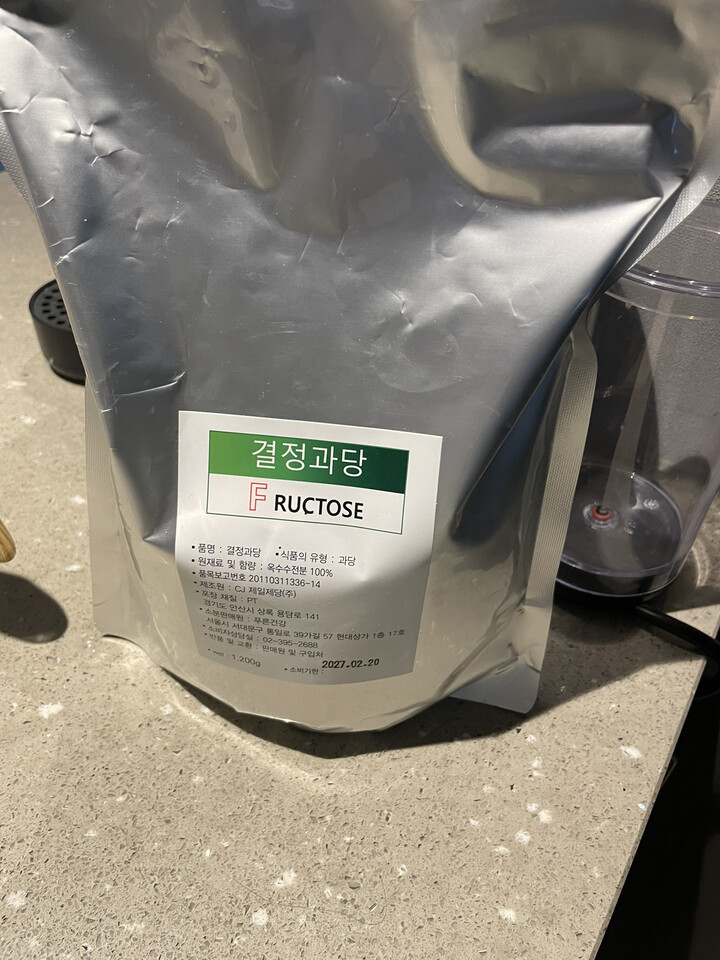 결정과당
FRUCTOSE
• 품명 : 결정과당 • 식품의 유형 : 과당
• 원재료 및 함량 : 옥수수전분 100%
• 품목보고번호 20110311336-14
• 제조원 : CJ 제일제당(주)
• 포장 재질 : PT
경기도 안산시 상록 용담로 141
• 소분판매원 : 푸른건강
서울시 서대문구 통일로 39가길 57 현대상가 1층 17호
• 소비자상담실 : 02-395-2688
• 반품 및 교환 : 판매원 및 구입처
• : 1,200g • 소비기한 : 2027.02.20